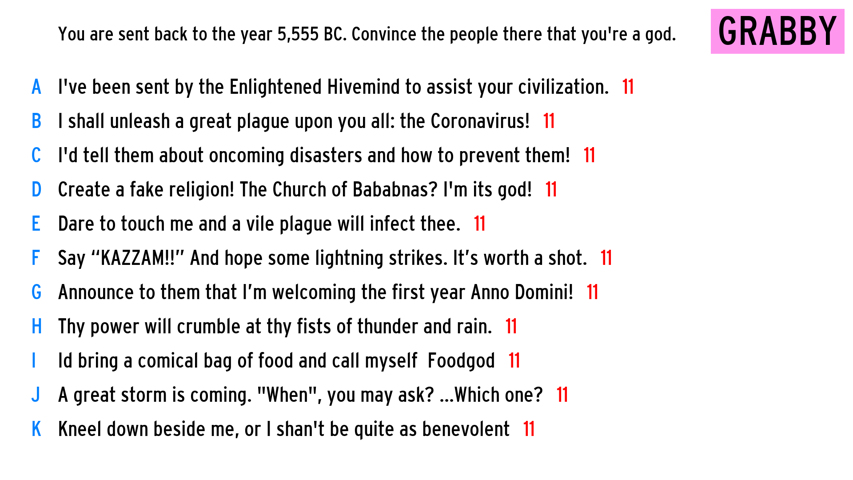 You are sent back to the year 5,555 BC. Convince the people there that you're a god.
GRABBY
A I've been sent by the Enlightened Hivemind to assist your civilization. 11
B I shall unleash a great plague upon you all: the Coronavirus! 11
C I'd tell them about oncoming disasters and how to prevent them! 11
D Create a fake religion! The Church of Bababnas? I'm its god! 11
E Dare to touch me and a vile plague will infect thee. 11
F Say “KAZZAM!!” And hope some lightning strikes. It’s worth a shot. 11
G Announce to them that I’m welcoming the first year Anno Domini! 11
H Thy power will crumble at thy fists of thunder and rain. 11
I Id bring a comical bag of food and call myself  Foodgod 11
J A great storm is coming. "When", you may ask? ...Which one? 11
K Kneel down beside me, or I shan't be quite as benevolent 11